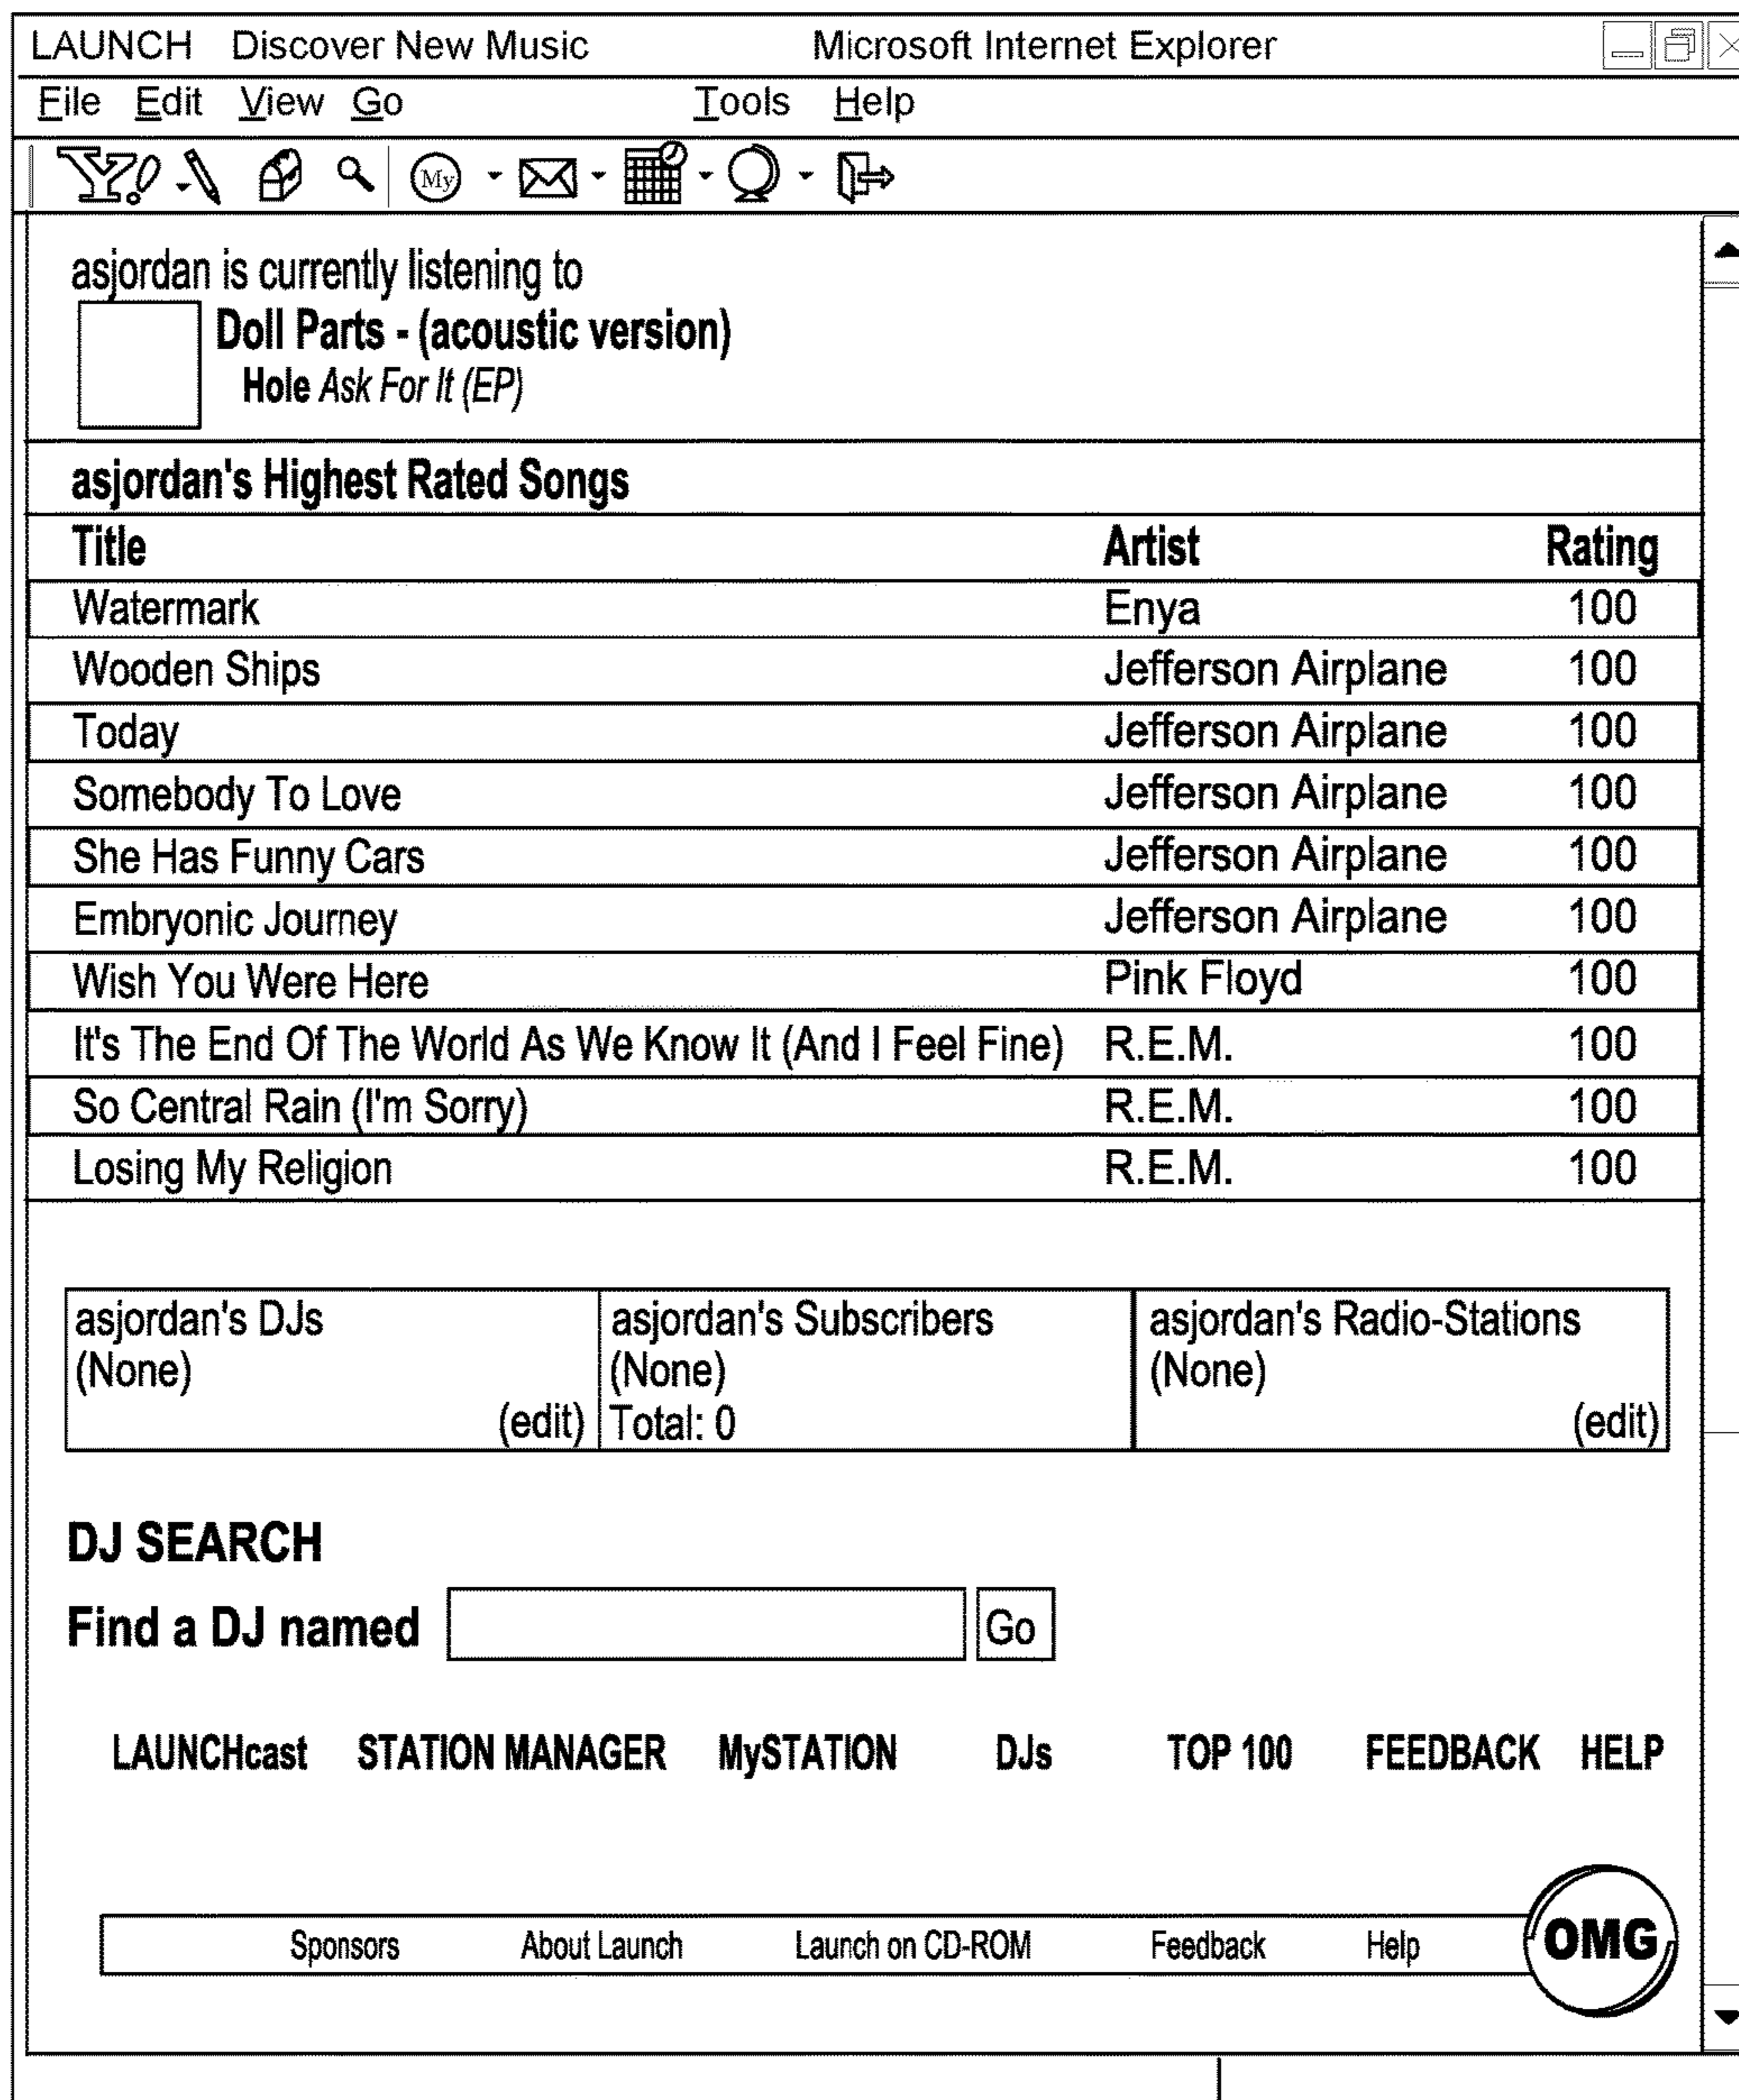 LAUNCH Discover New Music Microsoft Internet Explorer
File Edit View Go Tools Help
Y! My
asjordan is currently listening to
Doll Parts - (acoustic version)
Hole Ask For It (EP)
asjordan's Highest Rated Songs
Title Artist Rating
Watermark Enya 100
Wooden Ships Jefferson Airplane 100
Today Jefferson Airplane 100
Somebody To Love Jefferson Airplane 100
She Has Funny Cars Jefferson Airplane 100
Embryonic Journey Jefferson Airplane 100
Wish You Were Here Pink Floyd 100
It's The End Of The World As We Know It (And I Feel Fine) R.E.M. 100
So Central Rain (I'm Sorry) R.E.M. 100
Losing My Religion R.E.M. 100
asjordan's DJs asjordan's Subscribers asjordan's Radio-Stations
(None) (None) (None)
(edit) Total: 0 (edit)
DJ SEARCH
Find a DJ named Go
LAUNCHcast STATION MANAGER MySTATION DJs TOP 100 FEEDBACK HELP
Sponsors About Launch Launch on CD-ROM Feedback Help OMG